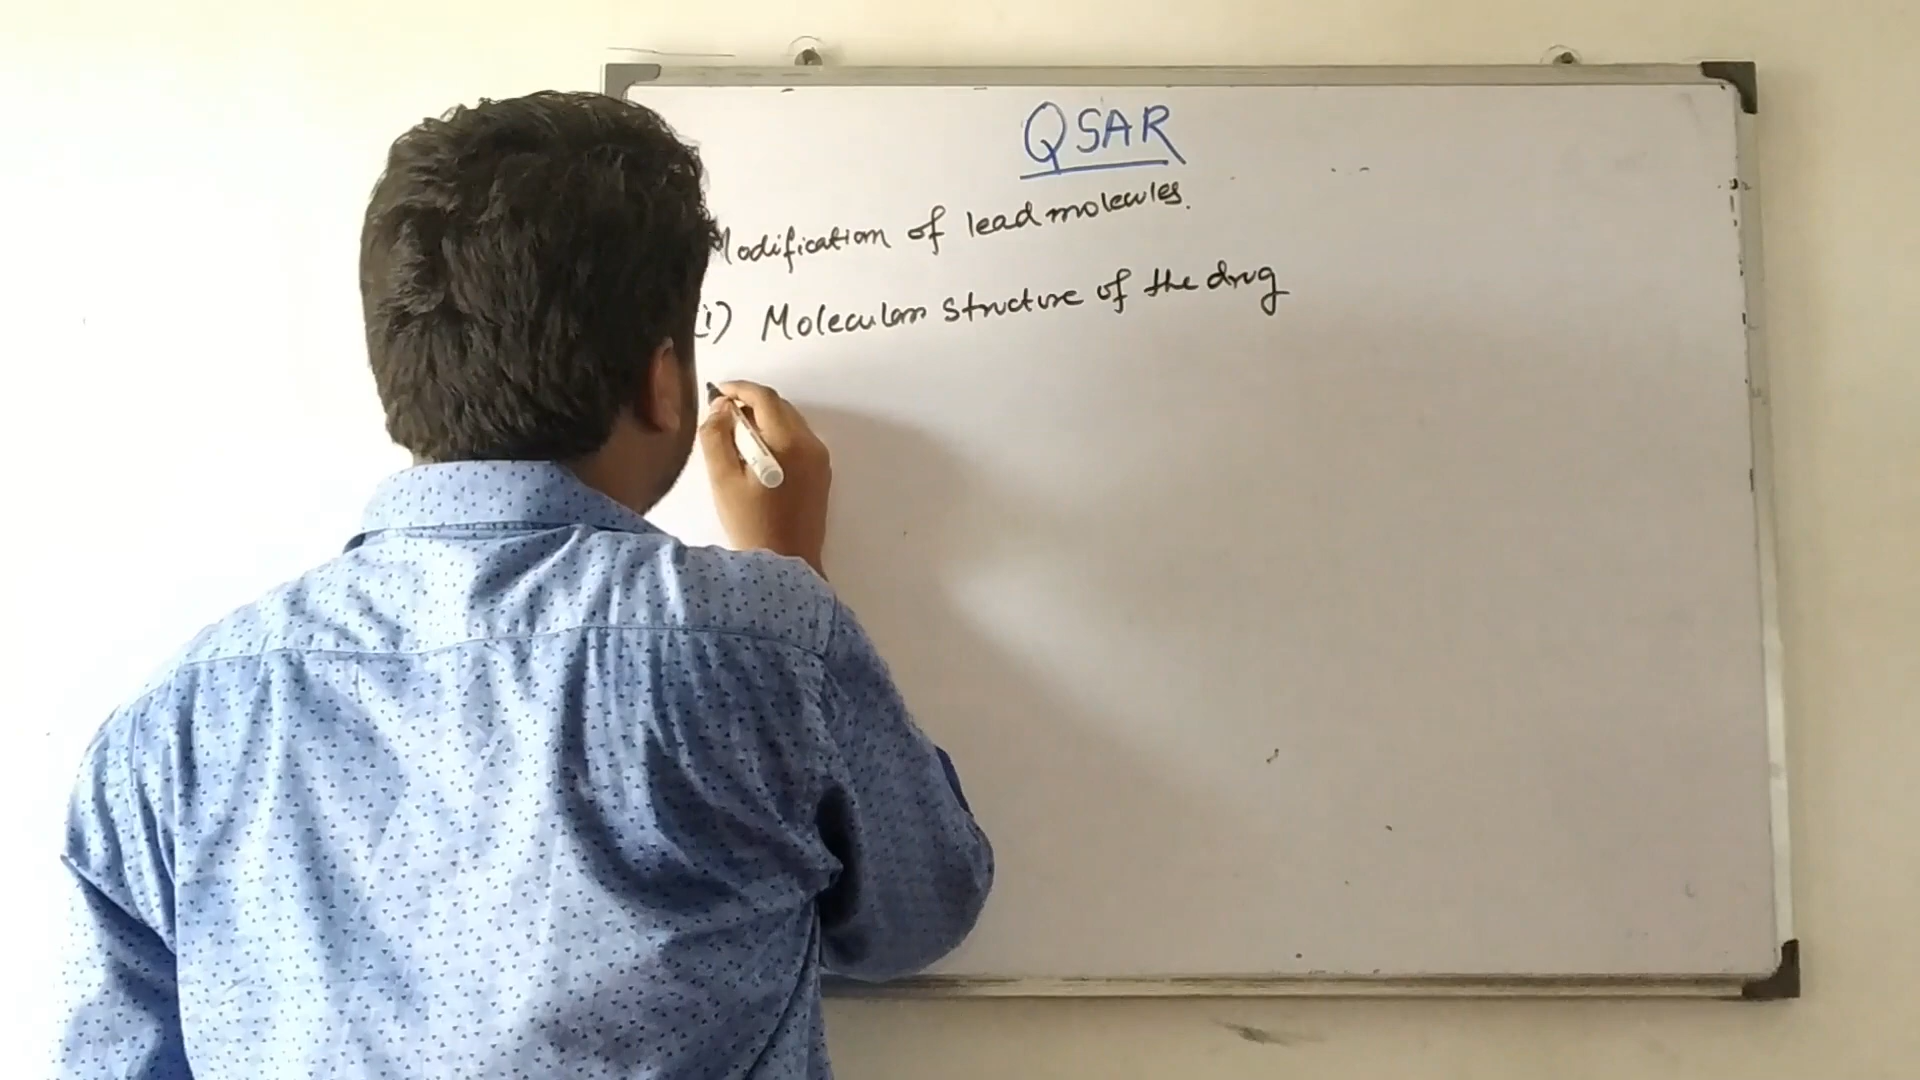 QSAR
Modification of lead molecules.
(i) Molecular structure of the drug